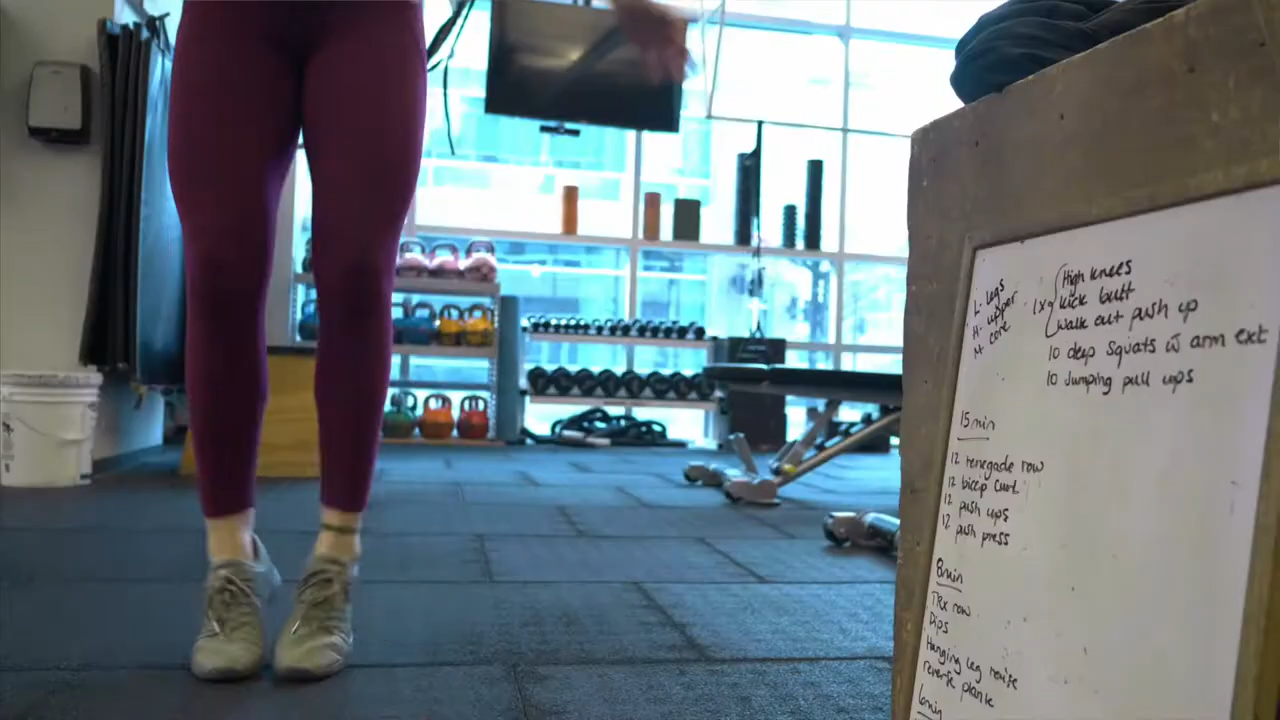 L- legs
H- upper
M- core
1x High knees
kick butt
walk out push up
10 deep squats w arm ext
10 Jumping pull ups
15min
12 renegade row
12 bicep curl
12 push ups
12 push press
8min
TRX row
Dips
Hanging leg raise
reverse plank
6min